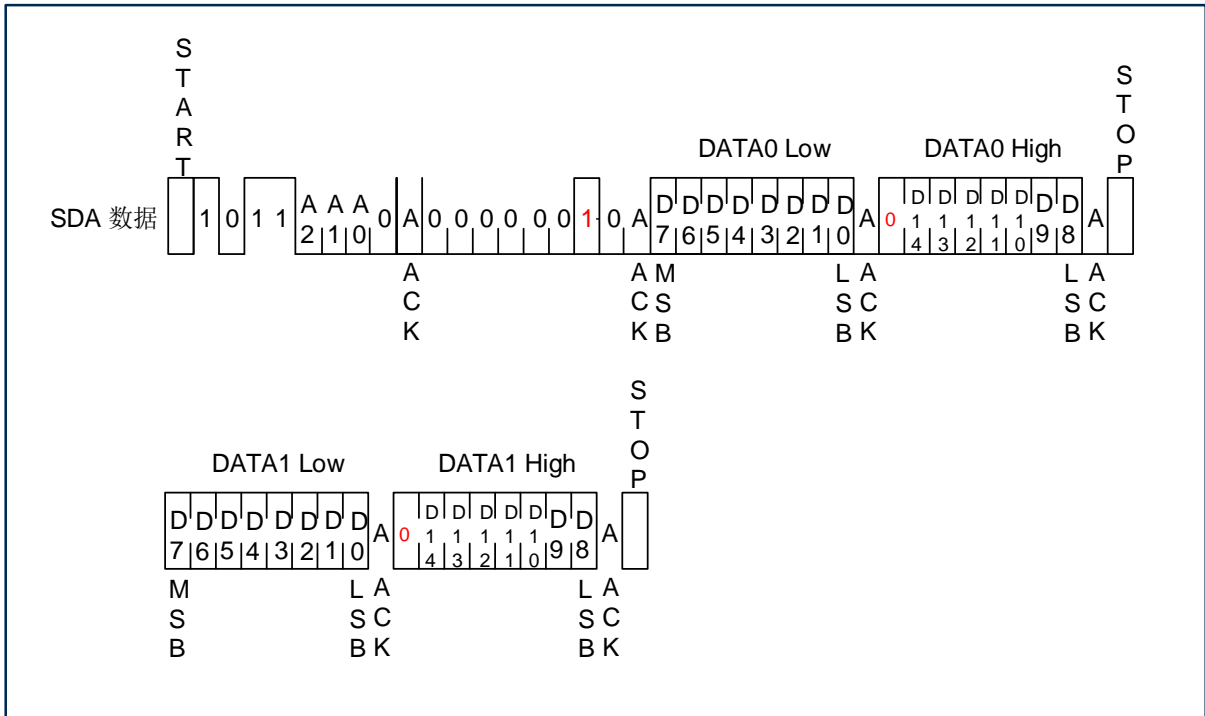 START
STOP
DATA0 Low
DATA0 High
SDA 数据
1 0 1 1 A2 A1 A0 0 A 0 0 0 0 0 0 1 0 A D7 D6 D5 D4 D3 D2 D1 D0 A 0 D14 D13 D12 D11 D10 D9 D8 A
ACK
ACK
MSB
LSB
ACK
LSB
ACK
STOP
DATA1 Low
DATA1 High
D7 D6 D5 D4 D3 D2 D1 D0 A 0 D14 D13 D12 D11 D10 D9 D8 A
MSB
LSB
ACK
LSB
ACK